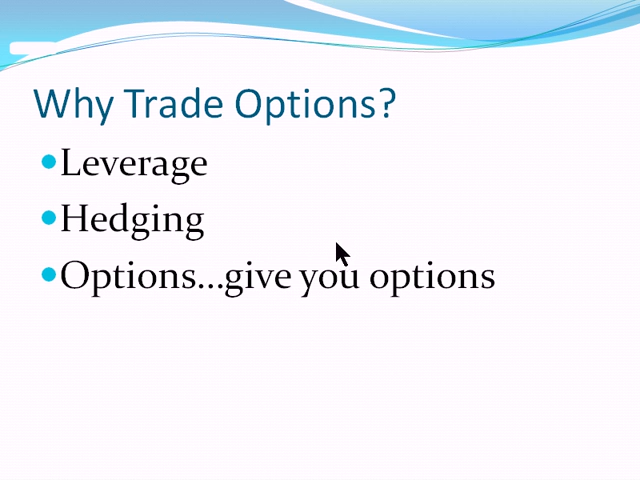 Why Trade Options?
•Leverage
•Hedging
•Options...give you options